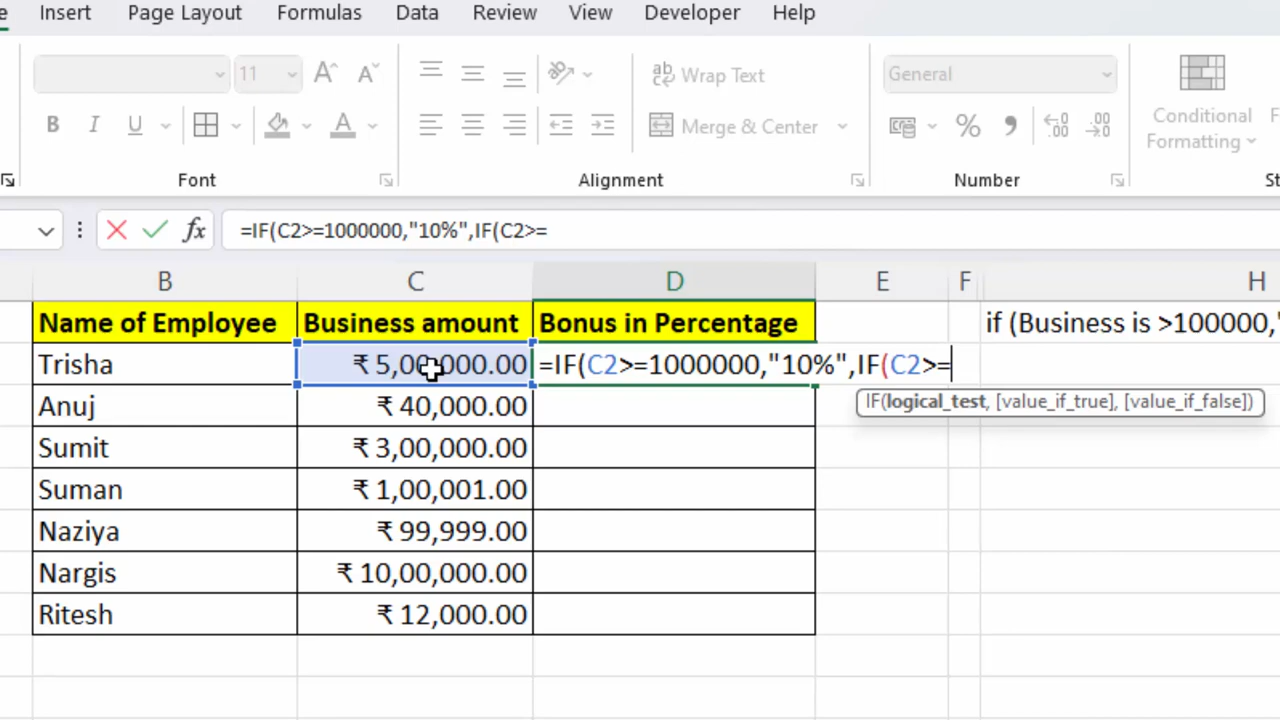 Insert Page Layout Formulas Data Review View Developer Help
11 A A ab Wrap Text General
B I U A Merge & Center % Conditional
Formatting
Font Alignment Number St
fx =IF(C2>=1000000,"10%",IF(C2>=
B C D E F H
Name of Employee Business amount Bonus in Percentage if (Business is >100000,"
Trisha ₹ 5,00,000.00 =IF(C2>=1000000,"10%",IF(C2>=
IF(logical_test, [value_if_true], [value_if_false])
Anuj ₹ 40,000.00
Sumit ₹ 3,00,000.00
Suman ₹ 1,00,001.00
Naziya ₹ 99,999.00
Nargis ₹ 10,00,000.00
Ritesh ₹ 12,000.00